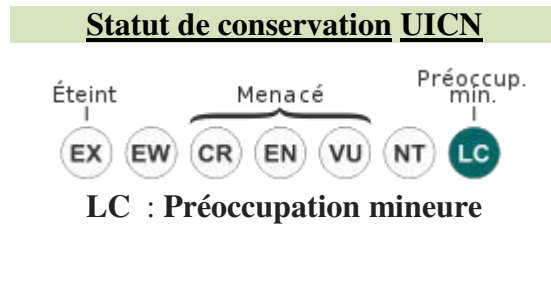 Statut de conservation UICN
Préoccup.
Éteint Menacé min.
EX EW CR EN VU NT LC
LC : Préoccupation mineure